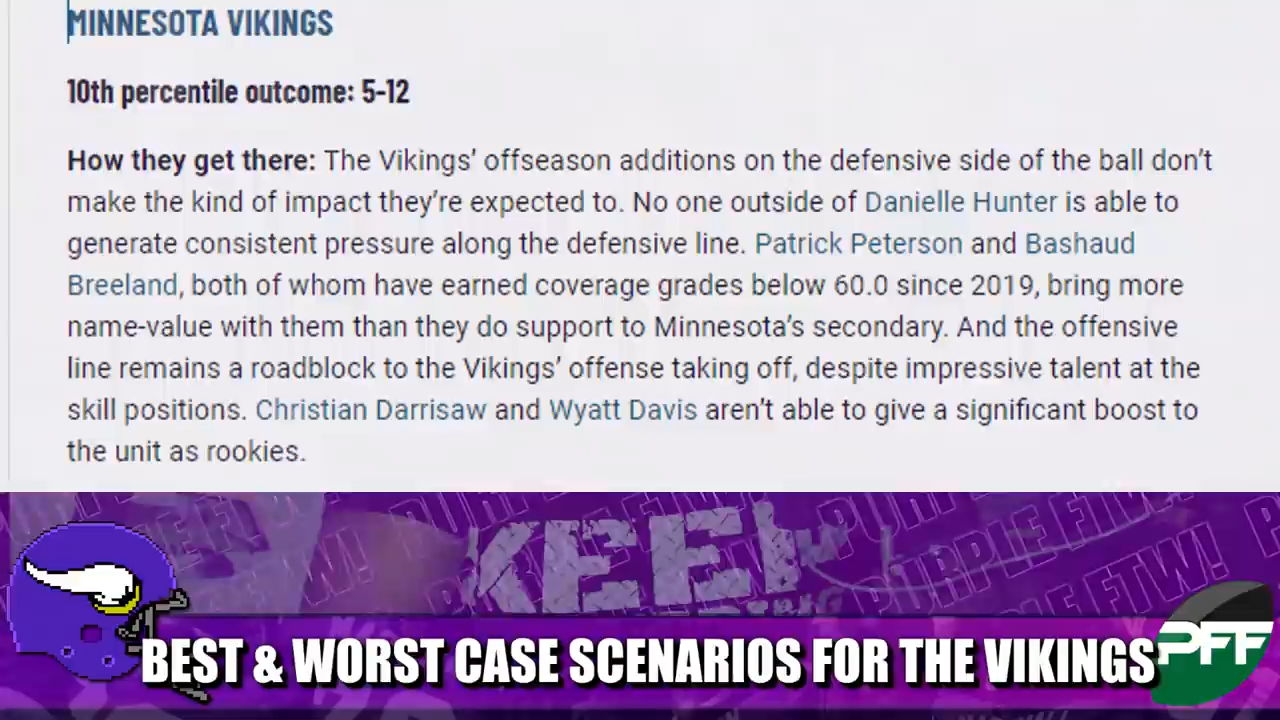 MINNESOTA VIKINGS
10th percentile outcome: 5-12
How they get there: The Vikings’ offseason additions on the defensive side of the ball don’t
make the kind of impact they’re expected to. No one outside of Danielle Hunter is able to
generate consistent pressure along the defensive line. Patrick Peterson and Bashaud
Breeland, both of whom have earned coverage grades below 60.0 since 2019, bring more
name-value with them than they do support to Minnesota’s secondary. And the offensive
line remains a roadblock to the Vikings’ offense taking off, despite impressive talent at the
skill positions. Christian Darrisaw and Wyatt Davis aren’t able to give a significant boost to
the unit as rookies.
PURPLE FTW!
BEST & WORST CASE SCENARIOS FOR THE VIKINGS
PFF